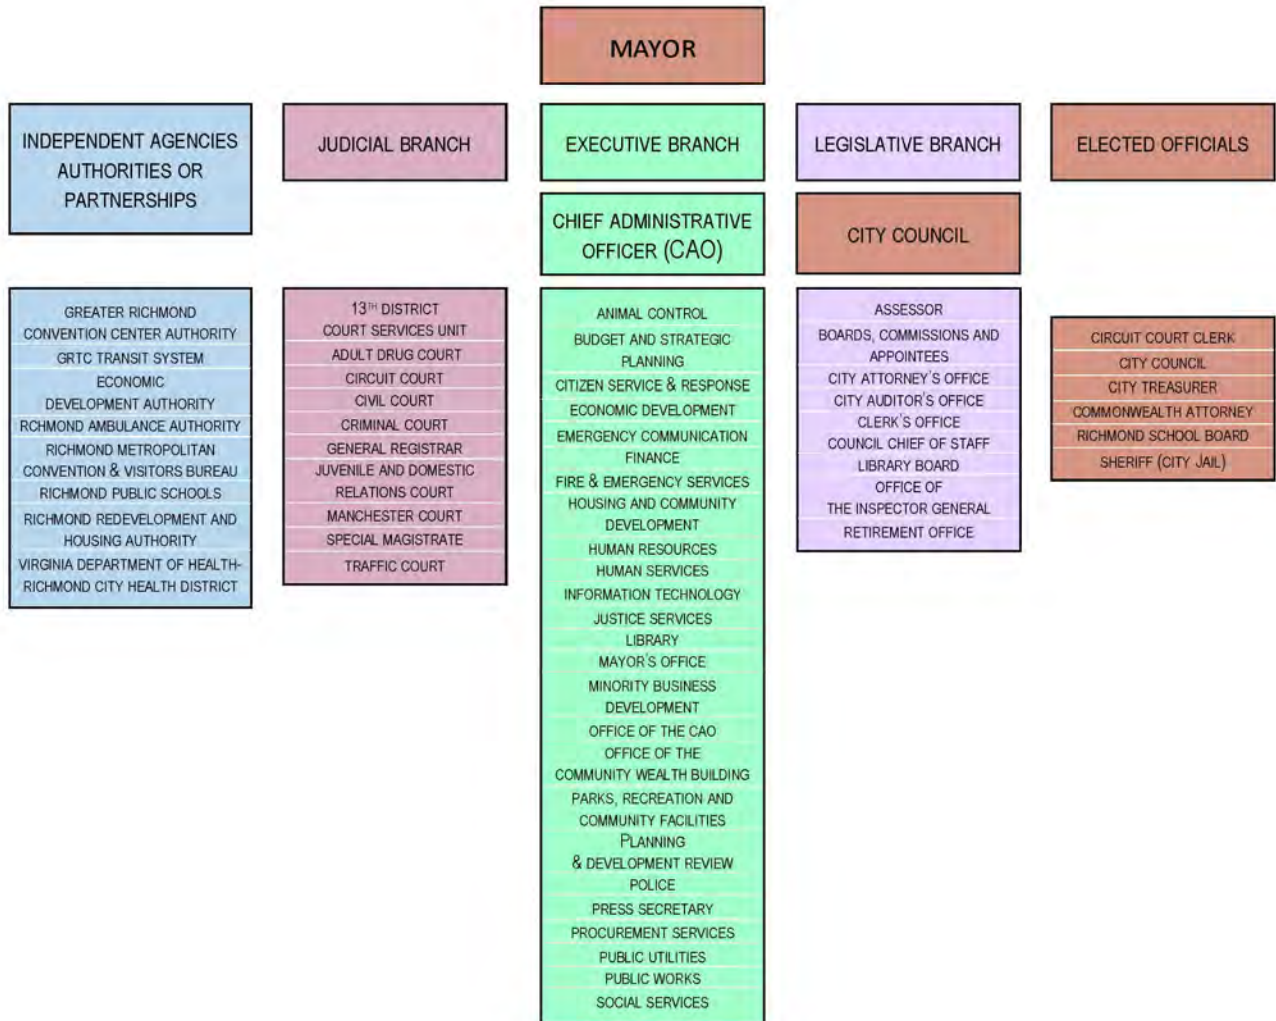 MAYOR
INDEPENDENT AGENCIES
AUTHORITIES OR
PARTNERSHIPS
JUDICIAL BRANCH
EXECUTIVE BRANCH
LEGISLATIVE BRANCH
ELECTED OFFICIALS
CHIEF ADMINISTRATIVE
OFFICER (CAO)
CITY COUNCIL
GREATER RICHMOND
CONVENTION CENTER AUTHORITY
GRTC TRANSIT SYSTEM
ECONOMIC
DEVELOPMENT AUTHORITY
RCHMOND AMBULANCE AUTHORITY
RICHMOND METROPOLITAN
CONVENTION & VISITORS BUREAU
RICHMOND PUBLIC SCHOOLS
RICHMOND REDEVELOPMENT AND
HOUSING AUTHORITY
VIRGINIA DEPARTMENT OF HEALTH-
RICHMOND CITY HEALTH DISTRICT
13TH DISTRICT
COURT SERVICES UNIT
ADULT DRUG COURT
CIRCUIT COURT
CIVIL COURT
CRIMINAL COURT
GENERAL REGISTRAR
JUVENILE AND DOMESTIC
RELATIONS COURT
MANCHESTER COURT
SPECIAL MAGISTRATE
TRAFFIC COURT
ANIMAL CONTROL
BUDGET AND STRATEGIC
PLANNING
CITIZEN SERVICE & RESPONSE
ECONOMIC DEVELOPMENT
EMERGENCY COMMUNICATION
FINANCE
FIRE & EMERGENCY SERVICES
HOUSING AND COMMUNITY
DEVELOPMENT
HUMAN RESOURCES
HUMAN SERVICES
INFORMATION TECHNOLOGY
JUSTICE SERVICES
LIBRARY
MAYOR'S OFFICE
MINORITY BUSINESS
DEVELOPMENT
OFFICE OF THE CAO
OFFICE OF THE
COMMUNITY WEALTH BUILDING
PARKS, RECREATION AND
COMMUNITY FACILITIES
PLANNING
& DEVELOPMENT REVIEW
POLICE
PRESS SECRETARY
PROCUREMENT SERVICES
PUBLIC UTILITIES
PUBLIC WORKS
SOCIAL SERVICES
ASSESSOR
BOARDS, COMMISSIONS AND
APPOINTEES
CITY ATTORNEY'S OFFICE
CITY AUDITOR'S OFFICE
CLERK'S OFFICE
COUNCIL CHIEF OF STAFF
LIBRARY BOARD
OFFICE OF
THE INSPECTOR GENERAL
RETIREMENT OFFICE
CIRCUIT COURT CLERK
CITY COUNCIL
CITY TREASURER
COMMONWEALTH ATTORNEY
RICHMOND SCHOOL BOARD
SHERIFF (CITY JAIL)